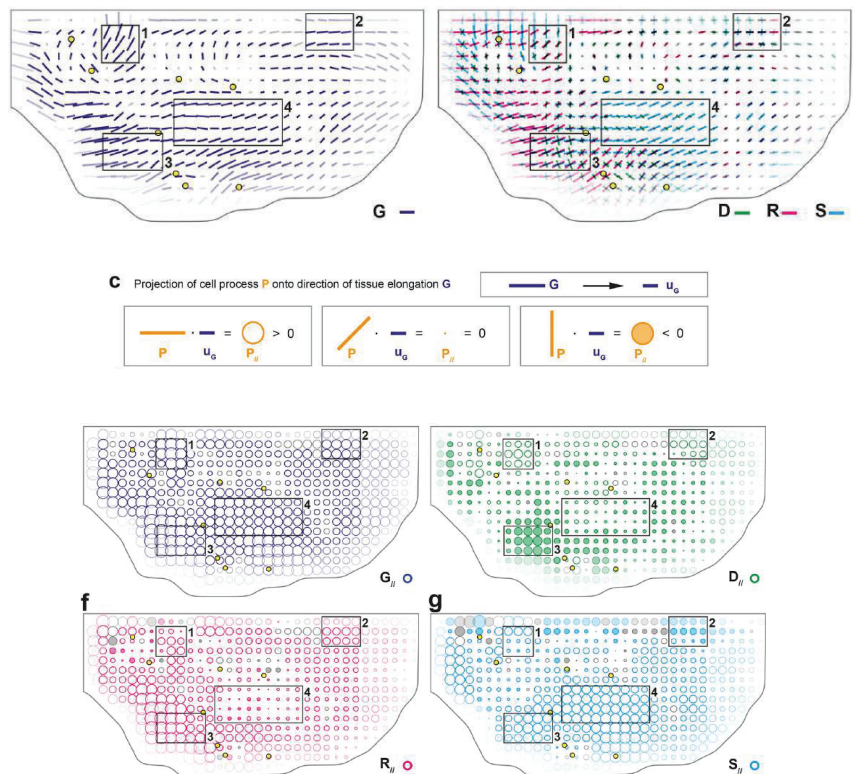 1
2
4
3
G
1
2
4
3
D R S
c Projection of cell process P onto direction of tissue elongation G
G u_G
P · u_G = P_// > 0
P · u_G = P_// = 0
P · u_G = P_// < 0
1
2
4
3
G_//
1
2
4
3
D_//
f
1
2
4
3
R_//
g
1
2
4
3
S_//